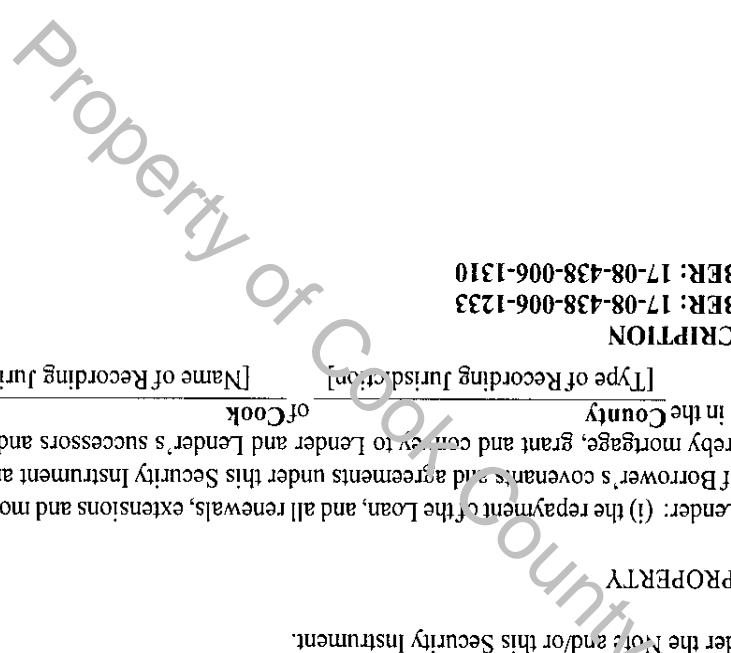 der the Note and/or this Security Instrument.
PROPERTY
ender: (i) the repayment of the Loan, and all renewals, extensions and mo
f Borrower's covenants and agreements under this Security Instrument a
reby mortgage, grant and convey to Lender and Lender's successors and
in the County of Cook
[Type of Recording Jurisdiction] [Name of Recording Juri
CRIPTION
BER: 17-08-438-006-1233
BER: 17-08-438-006-1310
Property of Cook County